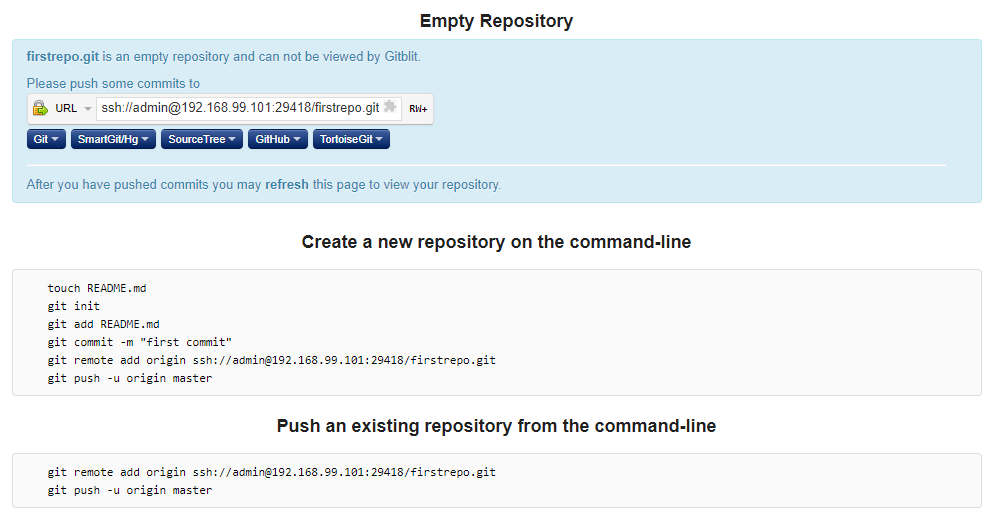 Empty Repository
firstrepo.git is an empty repository and can not be viewed by Gitblit.
Please push some commits to
URL ssh://admin@192.168.99.101:29418/firstrepo.git RW+
Git SmartGit/Hg SourceTree GitHub TortoiseGit
After you have pushed commits you may refresh this page to view your repository.
Create a new repository on the command-line
touch README.md
git init
git add README.md
git commit -m "first commit"
git remote add origin ssh://admin@192.168.99.101:29418/firstrepo.git
git push -u origin master
Push an existing repository from the command-line
git remote add origin ssh://admin@192.168.99.101:29418/firstrepo.git
git push -u origin master